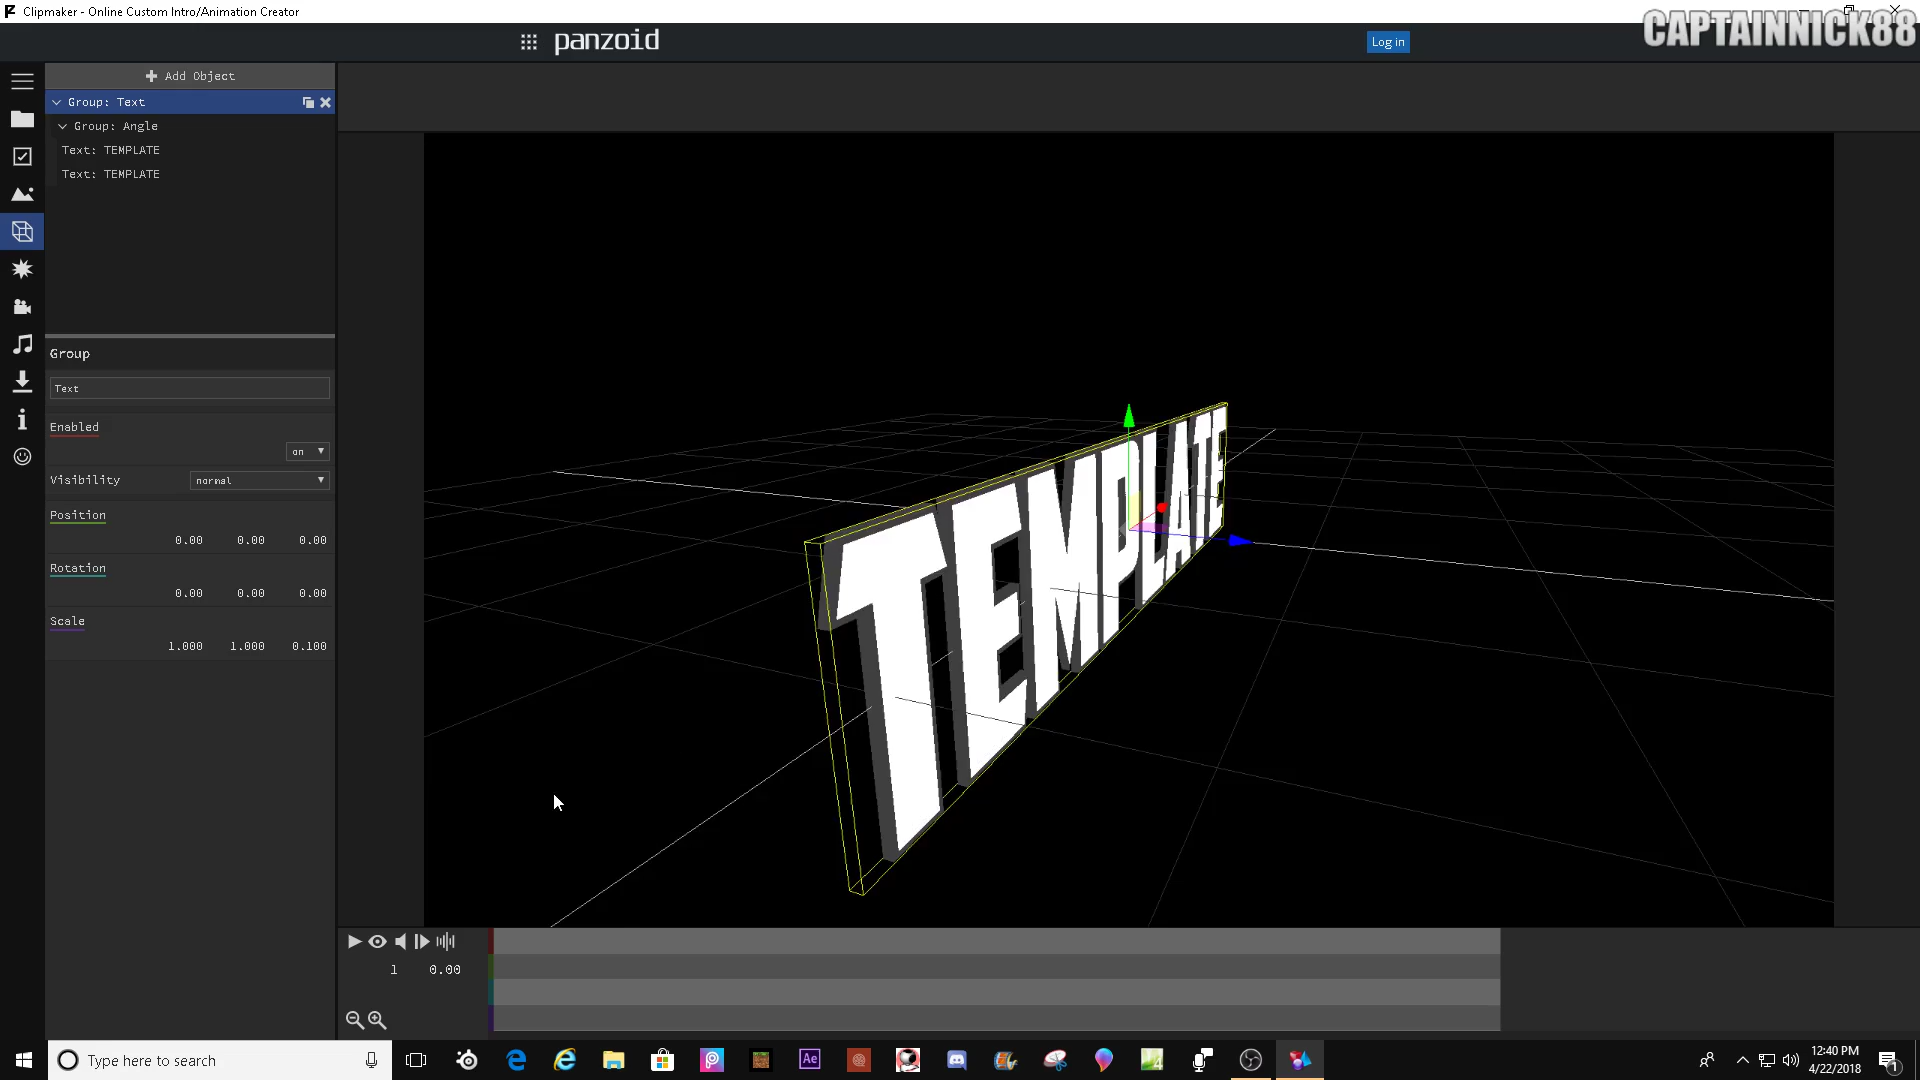 Clipmaker - Online Custom Intro/Animation Creator
panzoid
Log in
CAPTAINNICK88
Add Object
Group: Text
Group: Angle
Text: TEMPLATE
Text: TEMPLATE
Group
Text
Enabled
on
Visibility
normal
Position
0.00 0.00 0.00
Rotation
0.00 0.00 0.00
Scale
1.000 1.000 0.100
TEMPLATE
1 0.00
Type here to search
Ae
12:40 PM
4/22/2018
1